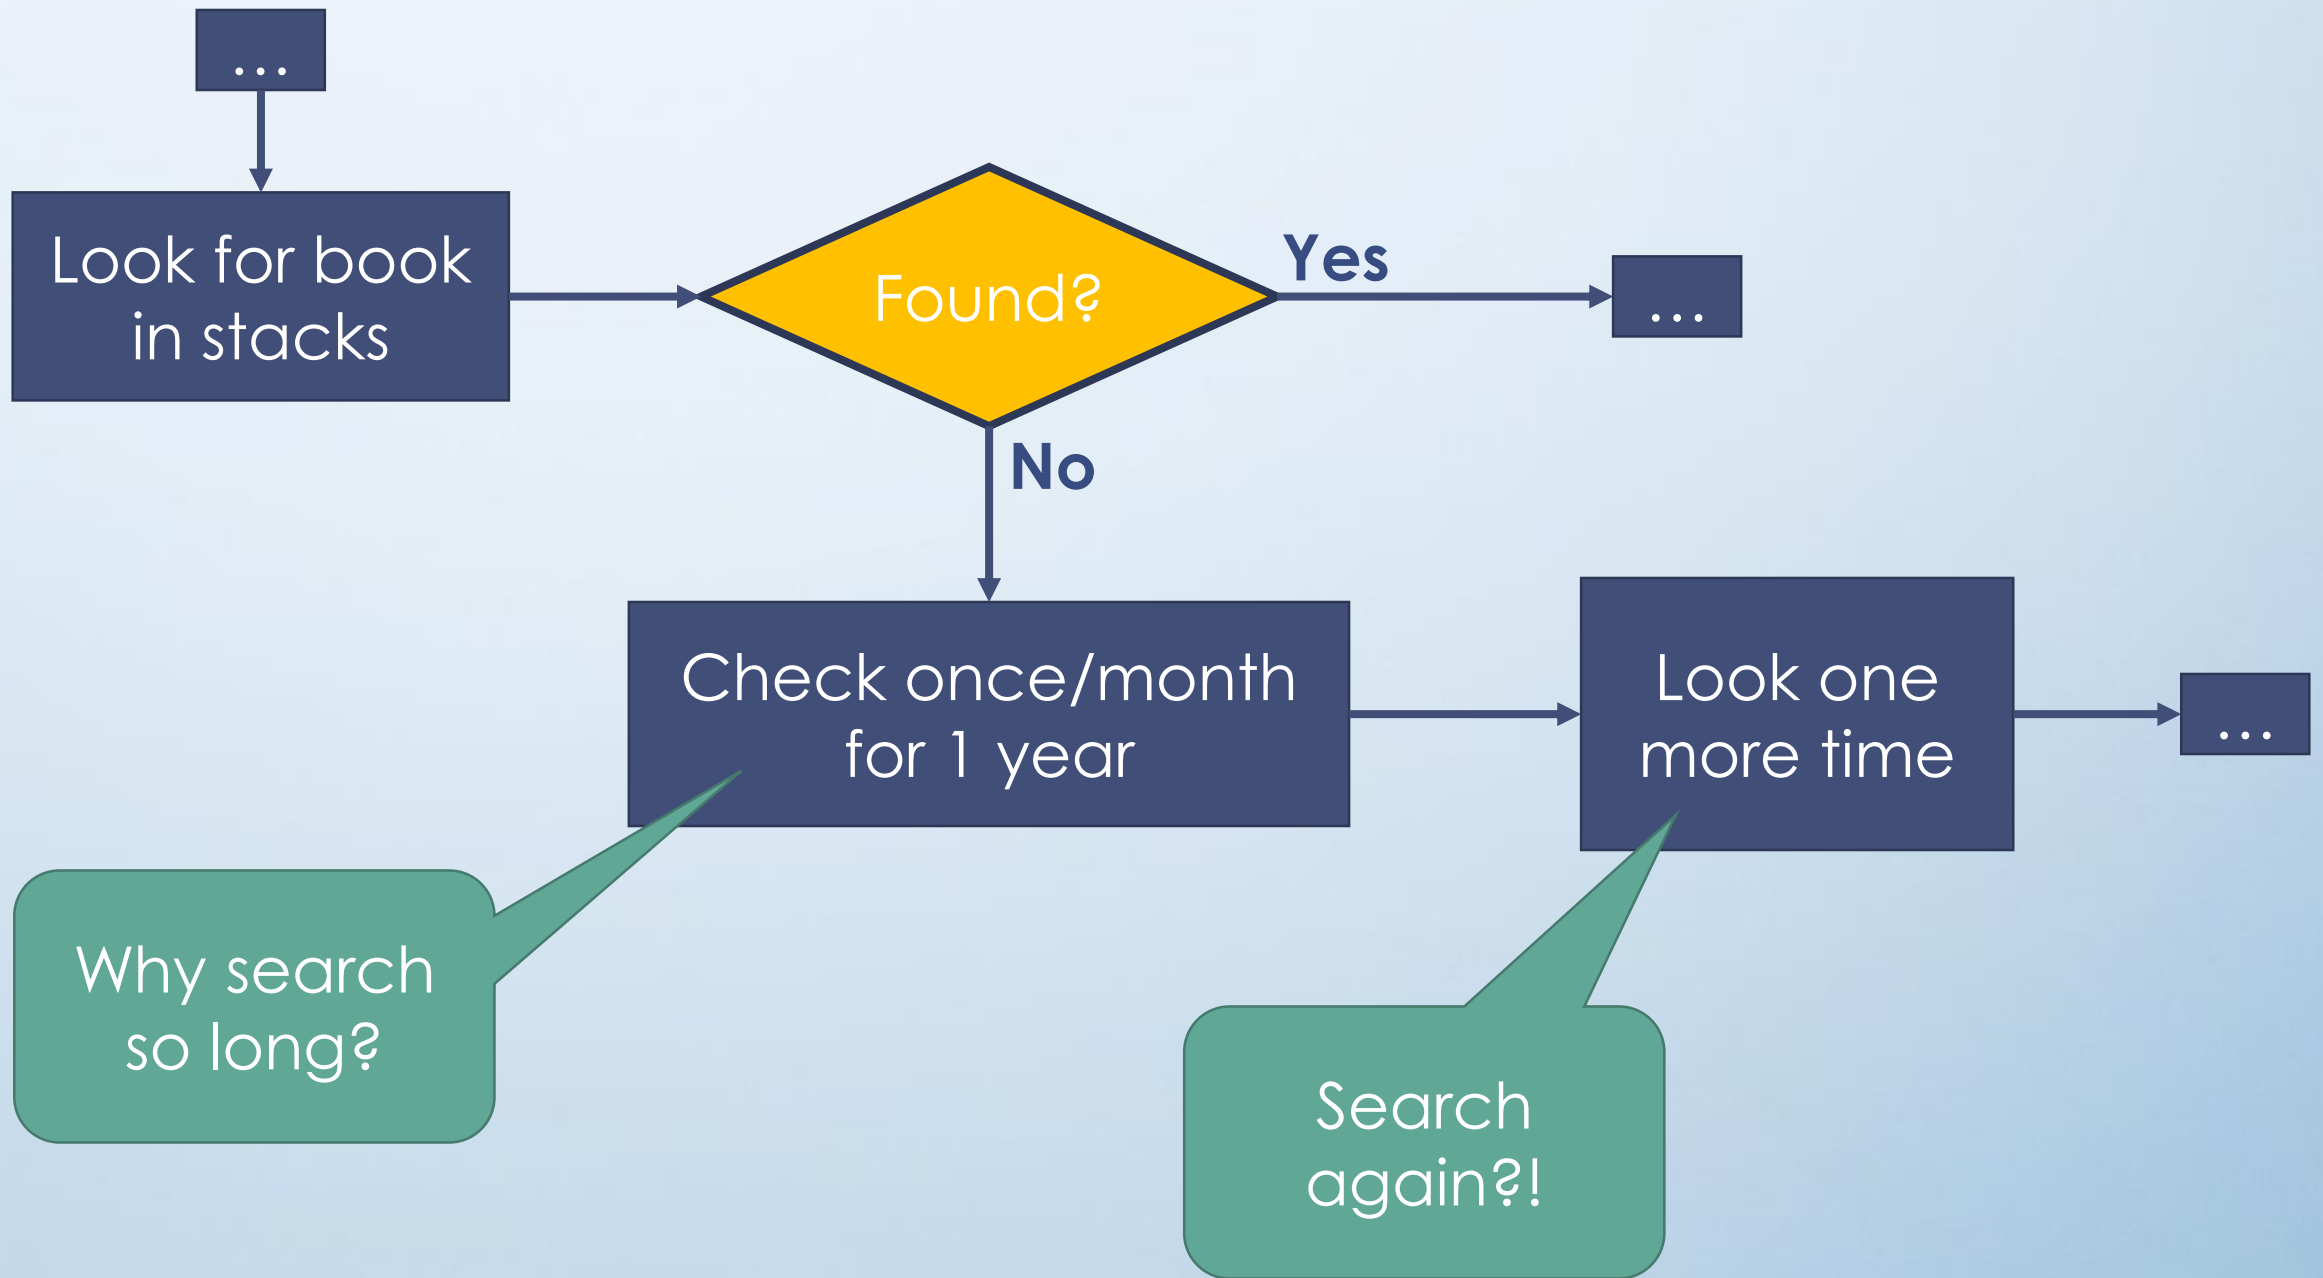 ...
Look for book
in stacks
Found?
Yes
...
No
Check once/month
for 1 year
Look one
more time
...
Why search
so long?
Search
again?!